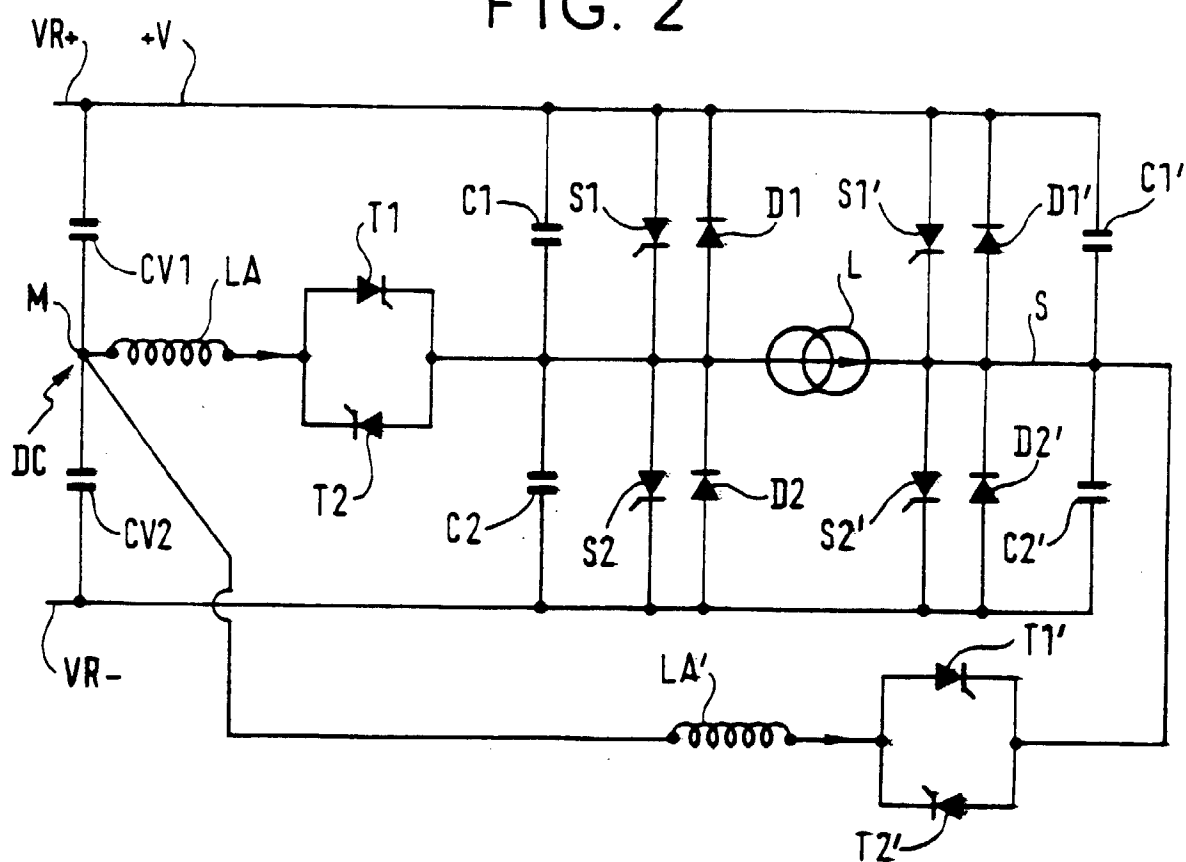 FIG. 2
VR+ +V
C1 S1 D1 S1' D1' C1'
T1
M CV1 LA L S
DC
CV2 T2 C2 S2 D2 S2' D2' C2'
VR-
LA' T1'
T2'